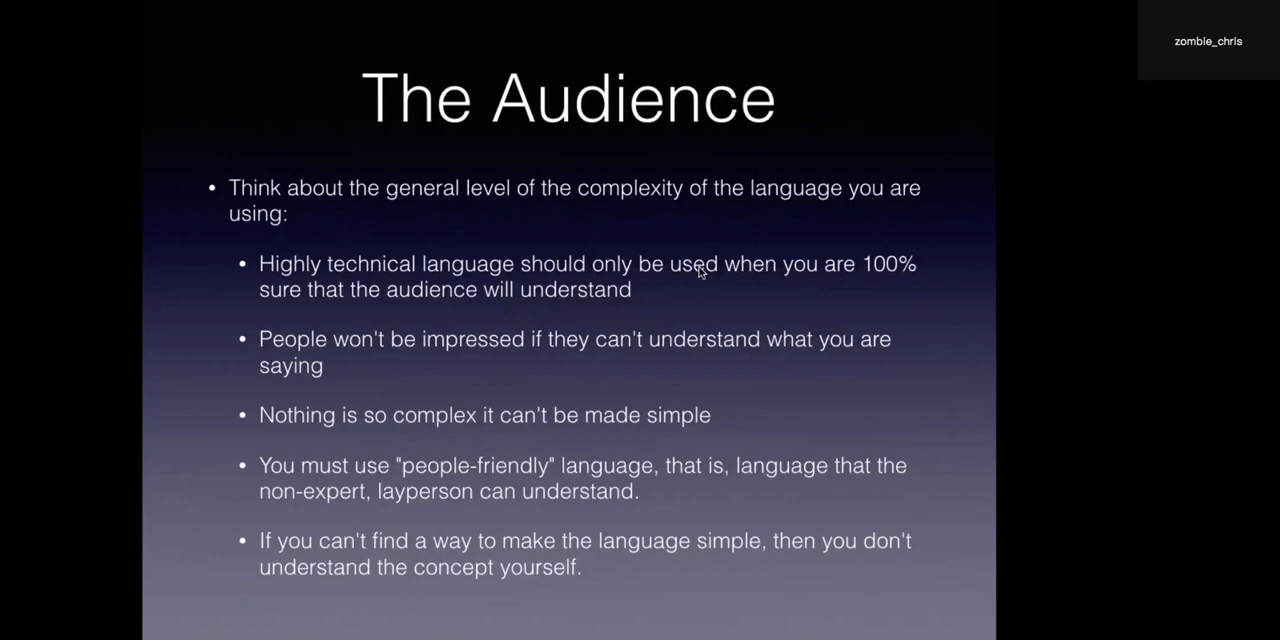 zombie_chris
The Audience
• Think about the general level of the complexity of the language you are
using:
• Highly technical language should only be used when you are 100%
sure that the audience will understand
• People won't be impressed if they can't understand what you are
saying
• Nothing is so complex it can't be made simple
• You must use "people-friendly" language, that is, language that the
non-expert, layperson can understand.
• If you can't find a way to make the language simple, then you don't
understand the concept yourself.